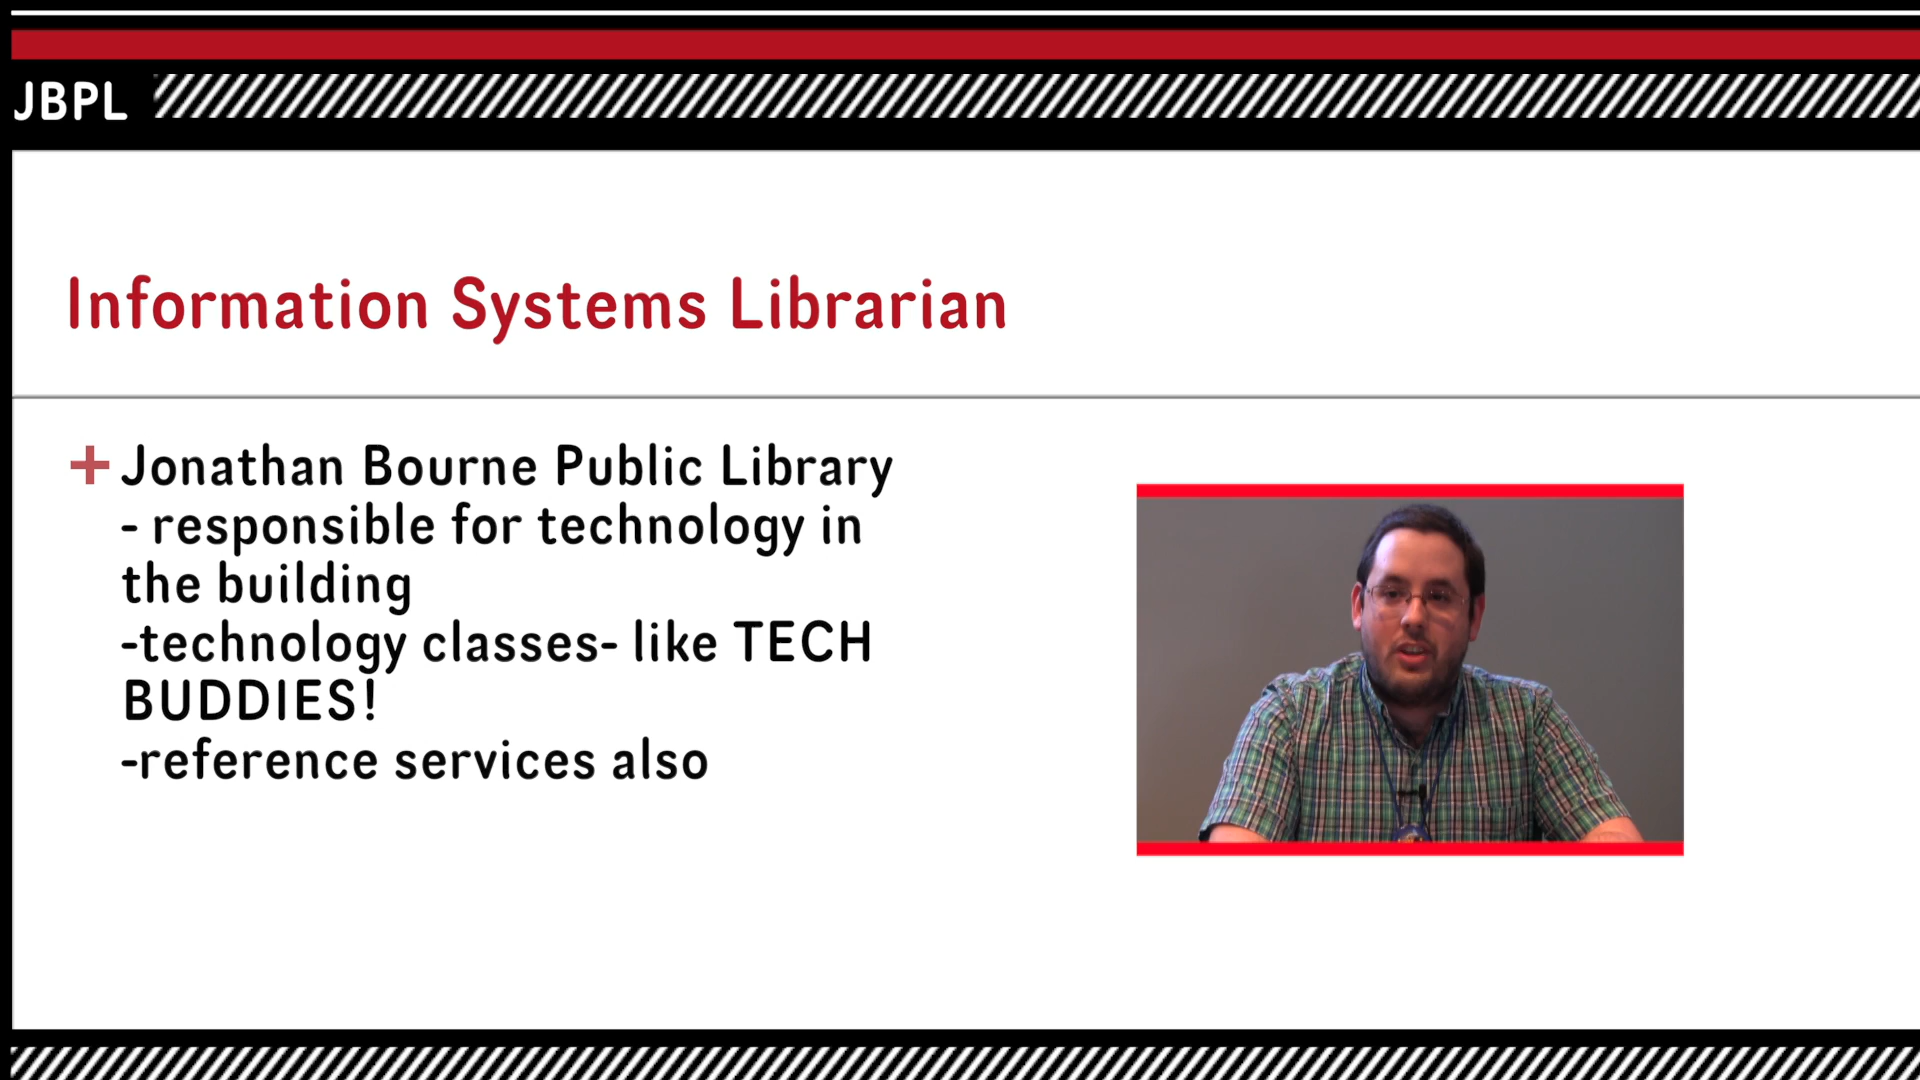 JBPL
Information Systems Librarian
+ Jonathan Bourne Public Library
- responsible for technology in
the building
-technology classes- like TECH
BUDDIES!
-reference services also